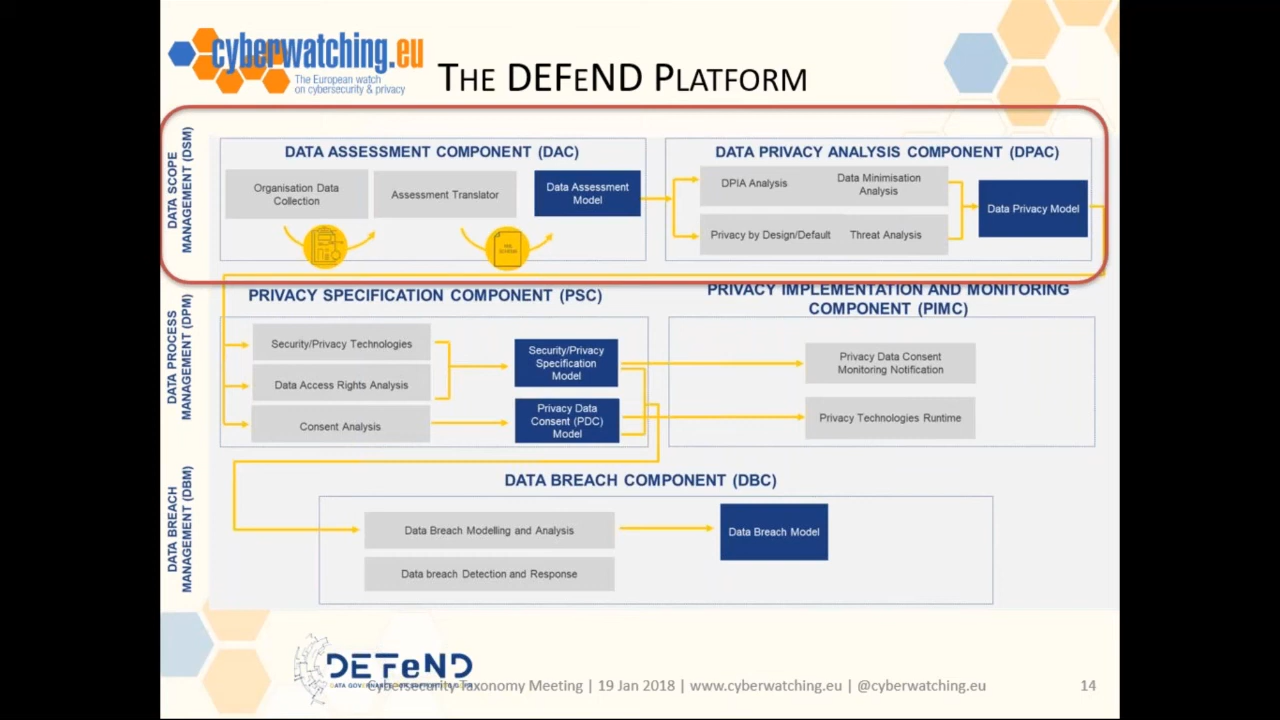 cyberwatching.eu
The European watch
on cybersecurity & privacy
THE DEFEND PLATFORM
DATA SCOPE
MANAGEMENT (DSM)
DATA ASSESSMENT COMPONENT (DAC)
Organisation Data
Collection
Assessment Translator
Data Assessment
Model
DATA PRIVACY ANALYSIS COMPONENT (DPAC)
DPIA Analysis
Data Minimisation
Analysis
Privacy by Design/Default
Threat Analysis
Data Privacy Model
DATA PROCESS
MANAGEMENT (DPM)
PRIVACY SPECIFICATION COMPONENT (PSC)
Security/Privacy Technologies
Data Access Rights Analysis
Consent Analysis
Security/Privacy
Specification
Model
Privacy Data
Consent (PDC)
Model
PRIVACY IMPLEMENTATION AND MONITORING
COMPONENT (PIMC)
Privacy Data Consent
Monitoring Notification
Privacy Technologies Runtime
DATA BREACH
MANAGEMENT (DBM)
DATA BREACH COMPONENT (DBC)
Data Breach Modelling and Analysis
Data breach Detection and Response
Data Breach Model
DEFeND
Cybersecurity Taxonomy Meeting | 19 Jan 2018 | www.cyberwatching.eu | @cyberwatching.eu
14